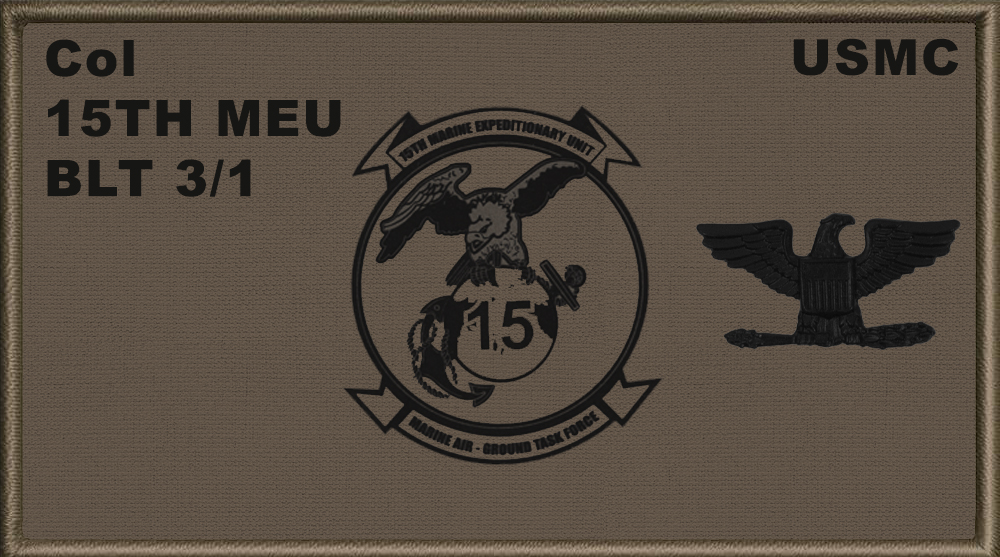 Col
USMC
15TH MEU
BLT 3/1
15TH MARINE EXPEDITIONARY UNIT
15
MARINE AIR - GROUND TASK FORCE